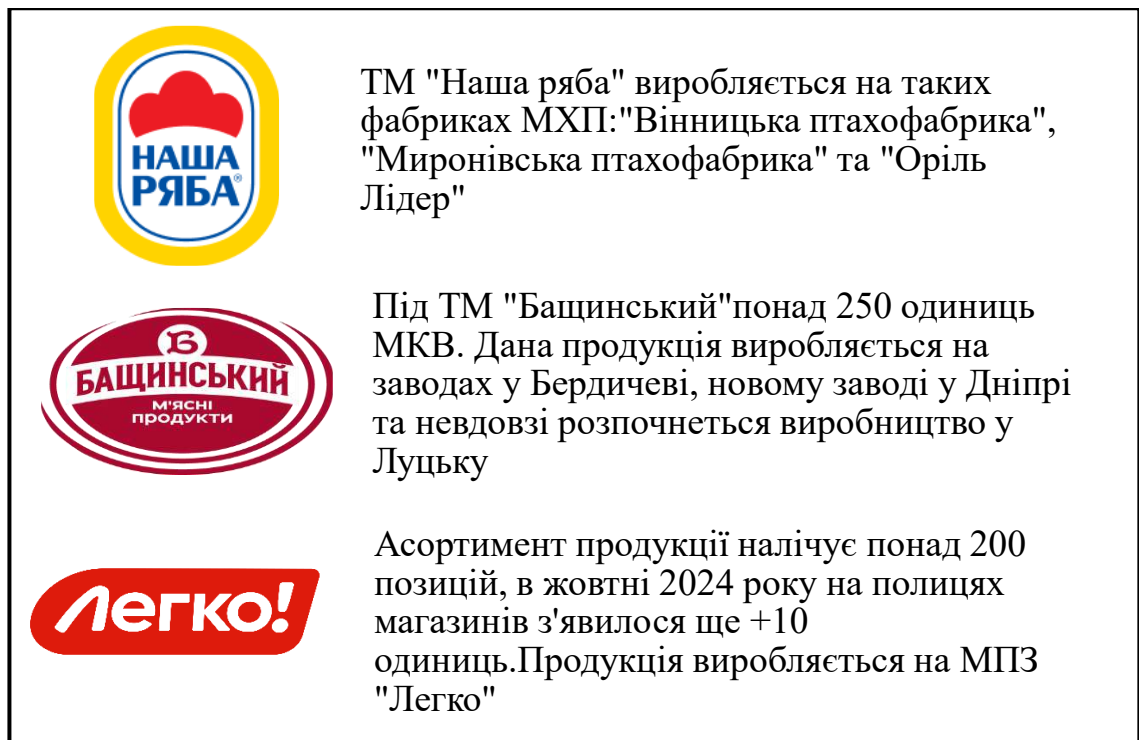 НАША
РЯБА®
ТМ "Наша ряба" виробляється на таких
фабриках МХП:"Вінницька птахофабрика",
"Миронівська птахофабрика" та "Оріль
Лідер"
Б
БАЩИНСЬКИЙ
М'ЯСНІ
ПРОДУКТИ
Під ТМ "Бащинський"понад 250 одиниць
МКВ. Дана продукція виробляється на
заводах у Бердичеві, новому заводі у Дніпрі
та невдовзі розпочнеться виробництво у
Луцьку
Легко!
Асортимент продукції налічує понад 200
позицій, в жовтні 2024 року на полицях
магазинів з'явилося ще +10
одиниць.Продукція виробляється на МПЗ
"Легко"